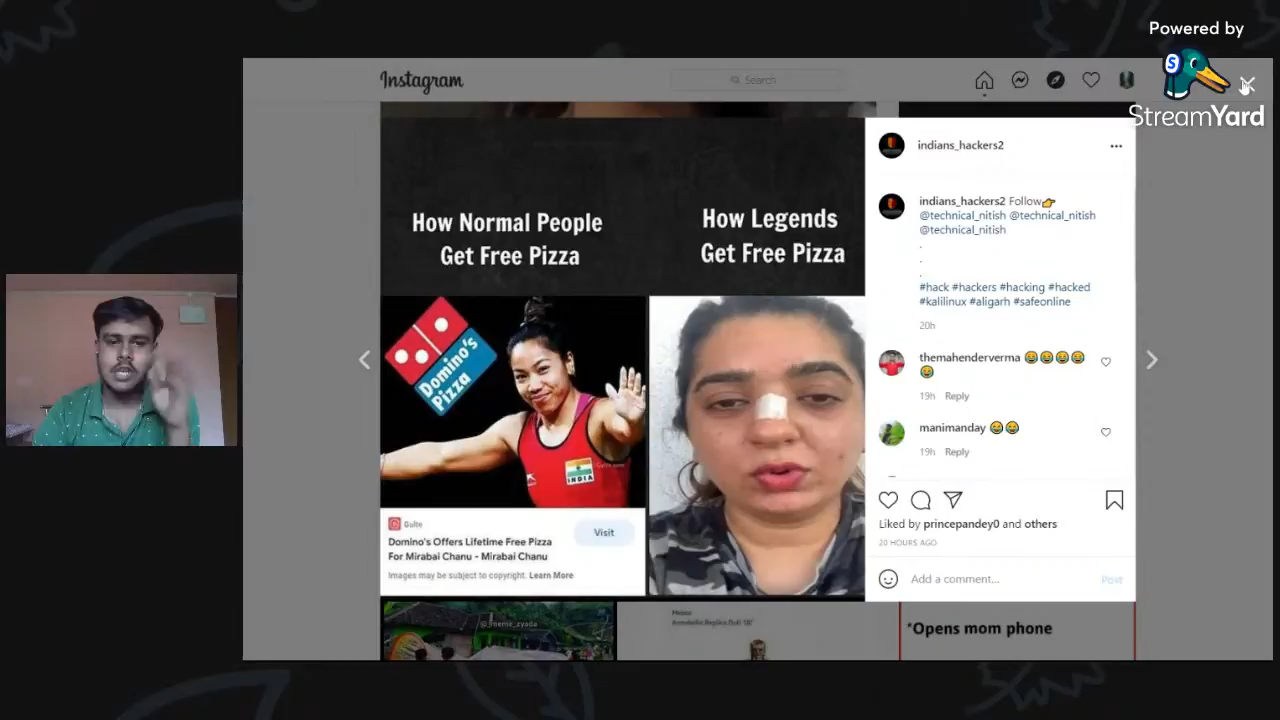 Powered by
StreamYard
Instagram
Search
How Normal People
Get Free Pizza
How Legends
Get Free Pizza
Domino's
Pizza
INDIA
Gulte
Visit
Domino's Offers Lifetime Free Pizza
For Mirabai Chanu - Mirabai Chanu
Images may be subject to copyright. Learn More
indians_hackers2
indians_hackers2 Follow👉
@technical_nitish @technical_nitish
@technical_nitish
.
.
.
#hack #hackers #hacking #hacked
#kalilinux #aligarh #safeonline
20h
themahenderverma 😂😂😂😂
😂
19h Reply
manimanday 😂😂
19h Reply
Liked by princepandey0 and others
20 HOURS AGO
Add a comment...
Post
*Opens mom phone